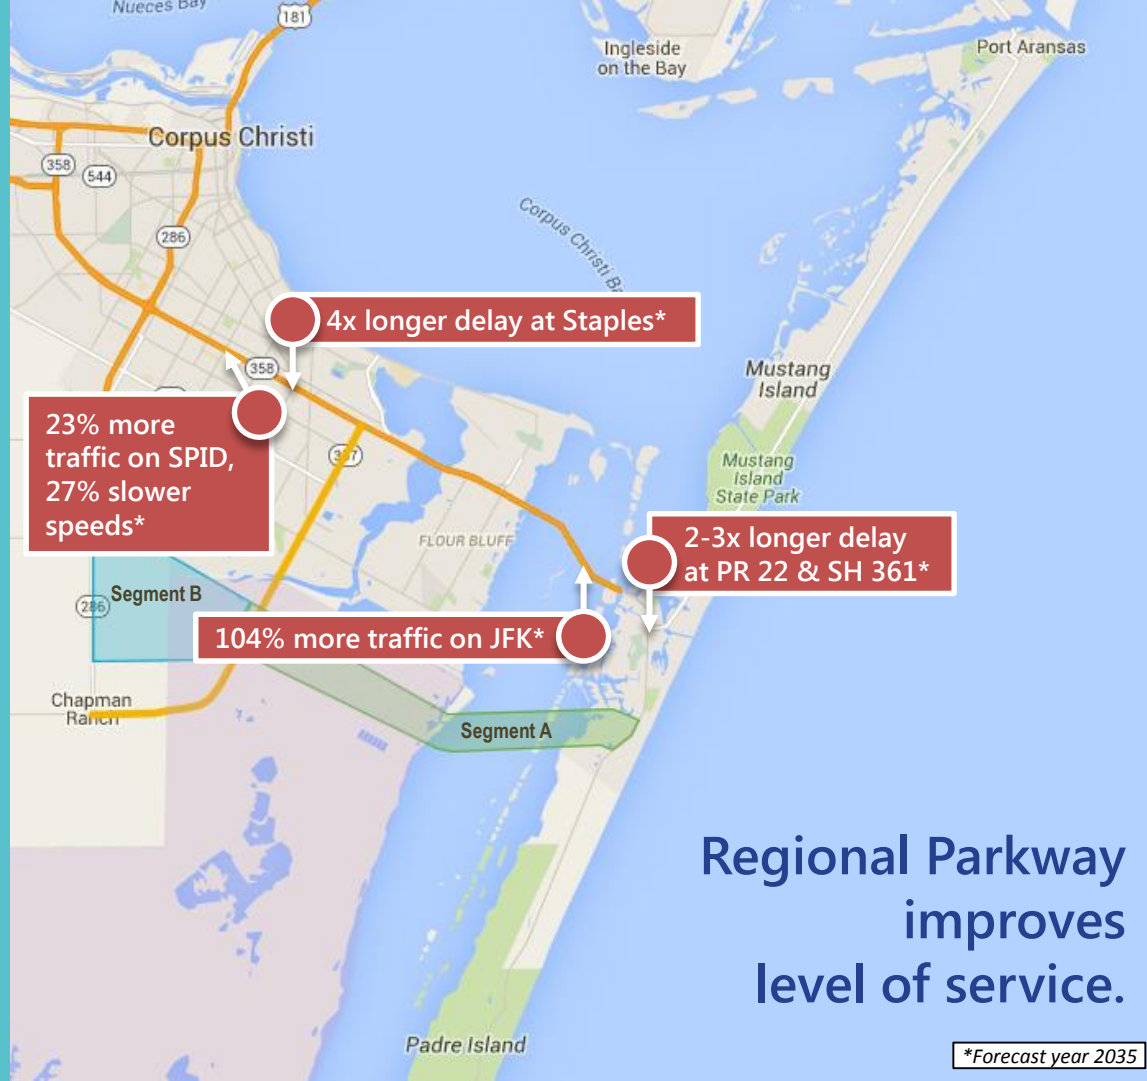 Nueces Bay
181
Ingleside
on the Bay
Port Aransas
Corpus Christi
358
544
286
Corpus Christi
4x longer delay at Staples*
358
Mustang
Island
23% more
traffic on SPID,
27% slower
speeds*
Mustang
Island
State Park
FLOUR BLUFF
2-3x longer delay
at PR 22 & SH 361*
Segment B
286
104% more traffic on JFK*
Chapman
Ranch
Segment A
Regional Parkway
improves
level of service.
Padre Island
*Forecast year 2035